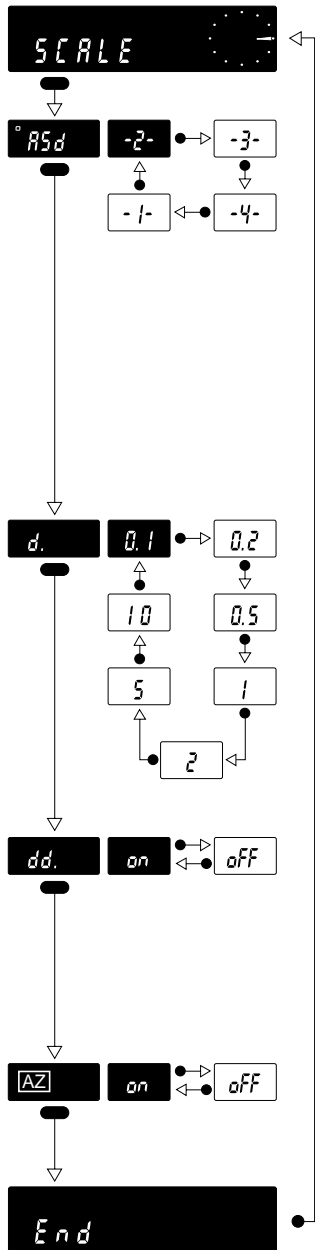 SCALE
°ASd -2- -3-
-1- -4-
d. 0.1 0.2
10 0.5
5 1
2
dd. on oFF
AZ on oFF
End